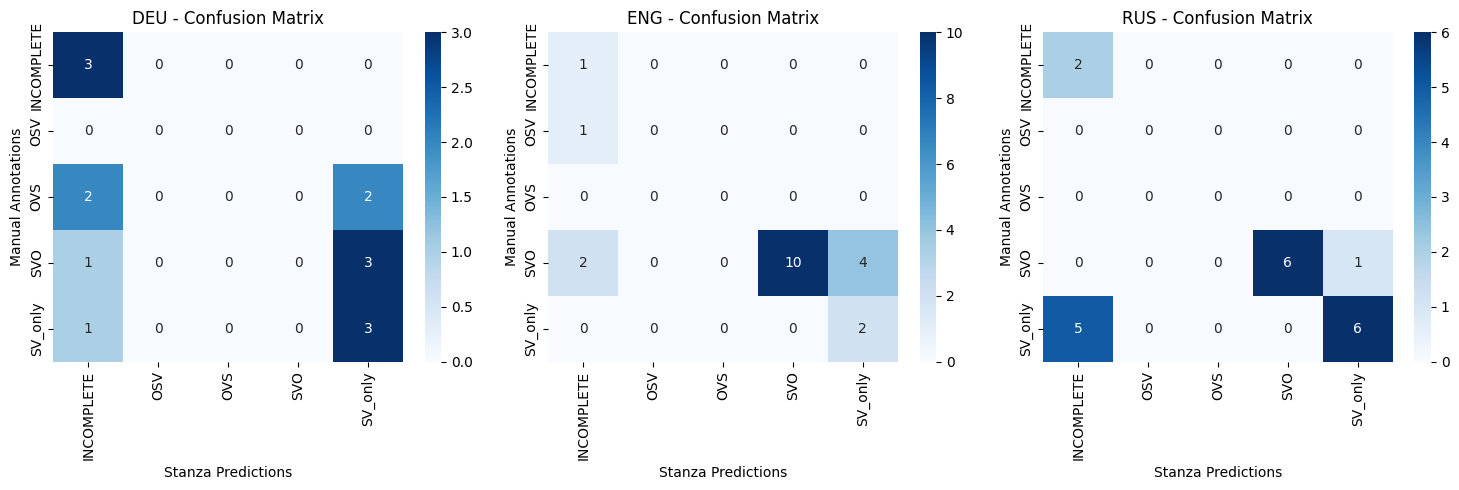 DEU - Confusion Matrix
Manual Annotations
INCOMPLETE
OSV
OVS
SVO
SV_only
3 0 0 0 0
0 0 0 0 0
2 0 0 0 2
1 0 0 0 3
1 0 0 0 3
INCOMPLETE
OSV
OVS
SVO
SV_only
Stanza Predictions
3.0
2.5
2.0
1.5
1.0
0.5
0.0
ENG - Confusion Matrix
Manual Annotations
INCOMPLETE
OSV
OVS
SVO
SV_only
1 0 0 0 0
1 0 0 0 0
0 0 0 0 0
2 0 0 10 4
0 0 0 0 2
INCOMPLETE
OSV
OVS
SVO
SV_only
Stanza Predictions
10
8
6
4
2
0
RUS - Confusion Matrix
Manual Annotations
INCOMPLETE
OSV
OVS
SVO
SV_only
2 0 0 0 0
0 0 0 0 0
0 0 0 0 0
0 0 0 6 1
5 0 0 0 6
INCOMPLETE
OSV
OVS
SVO
SV_only
Stanza Predictions
6
5
4
3
2
1
0